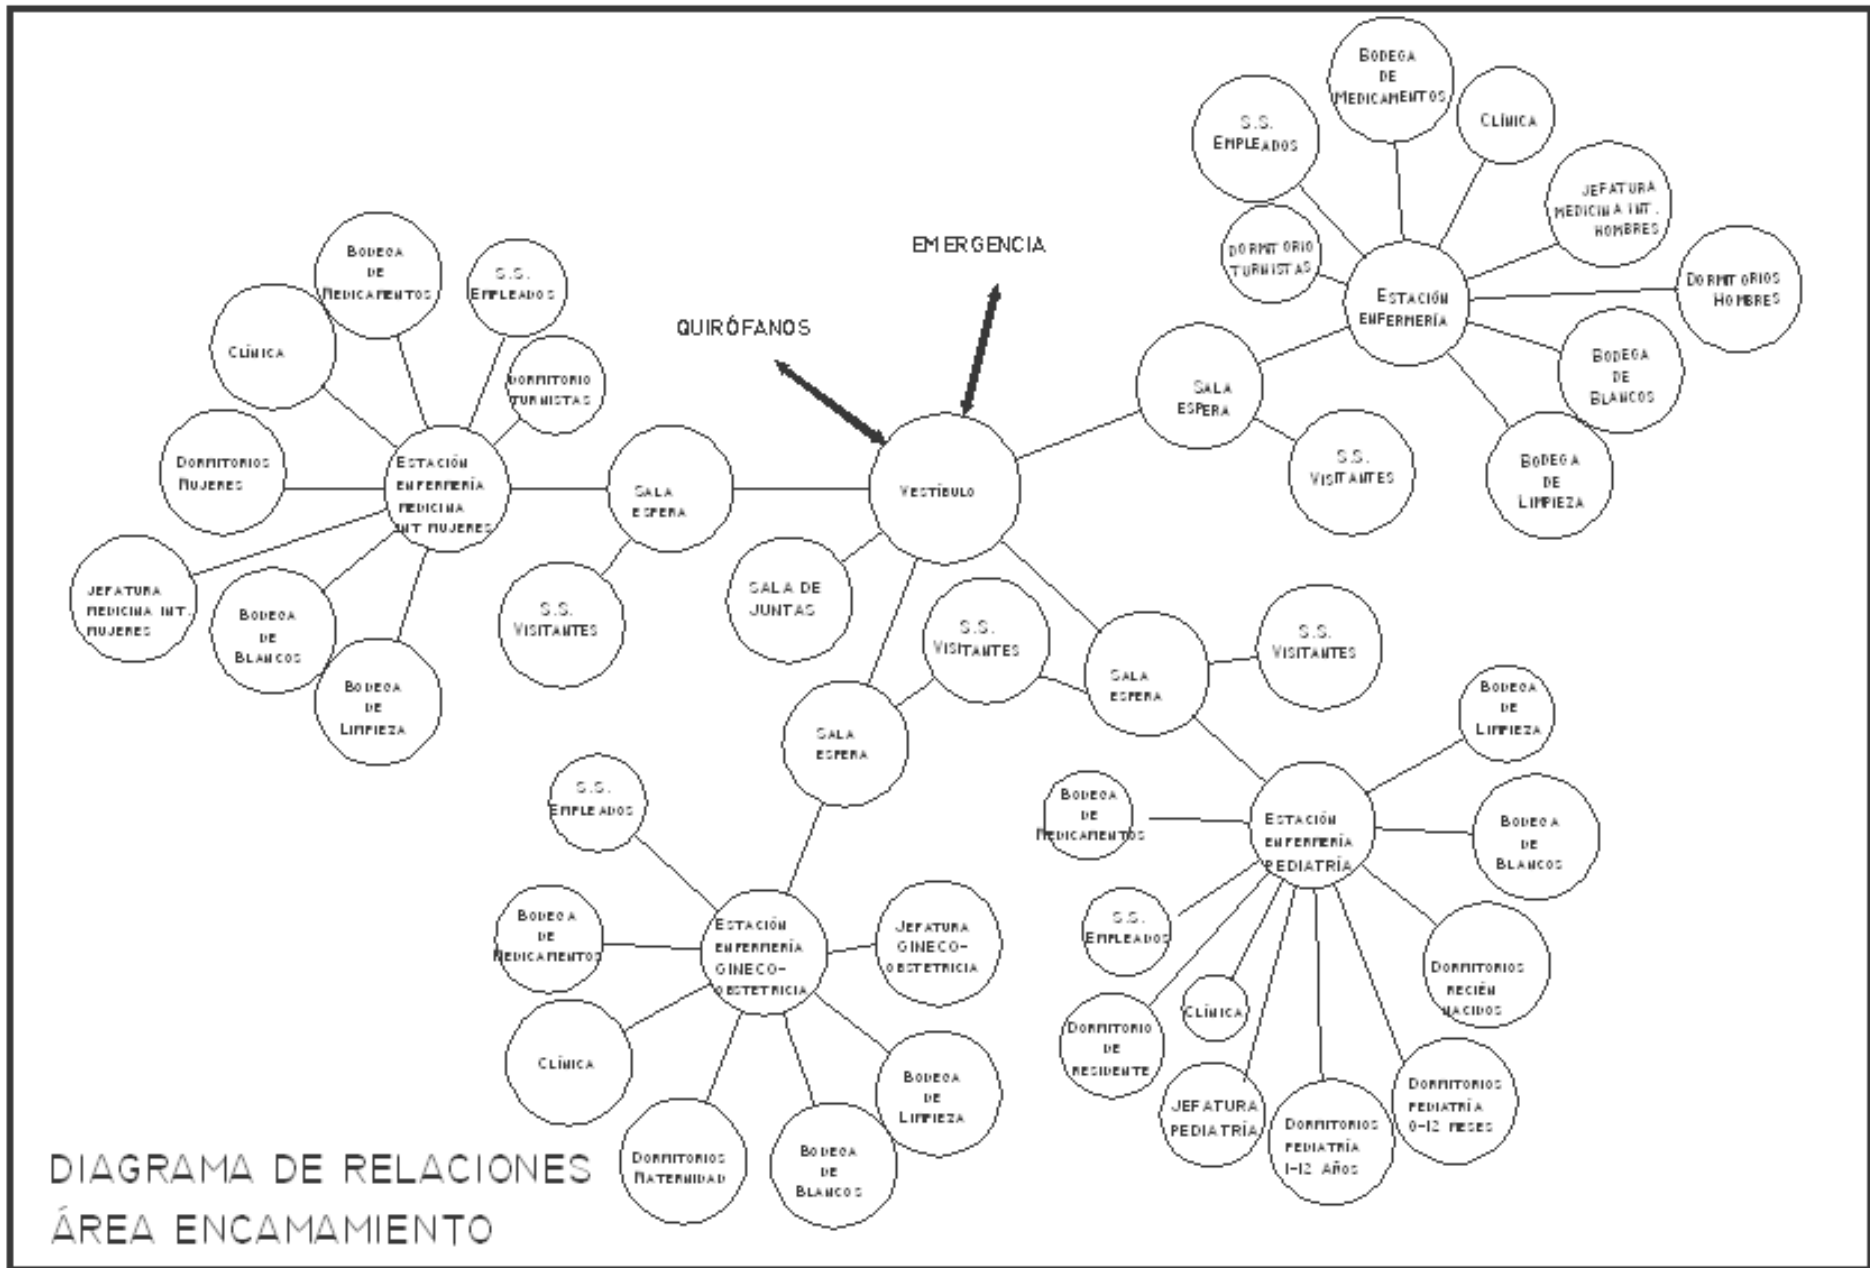 BODEGA
DE
MEDICAMENTOS
CLÍNICA
S.S.
EMPLEADOS
JEFATURA
MEDICINA INT.
HOMBRES
DORMITORIO
TURNISTAS
DORMITORIOS
HOMBRES
ESTACIÓN
ENFERMERÍA
BODEGA
DE
BLANCOS
BODEGA
DE
LIMPIEZA
SALA
ESPERA
S.S.
VISITANTES
EMERGENCIA
QUIRÓFANOS
VESTÍBULO
BODEGA
DE
MEDICAMENTOS
S.S.
EMPLEADOS
CLÍNICA
DORMITORIO
TURNISTAS
DORMITORIOS
MUJERES
ESTACIÓN
ENFERMERÍA
MEDICINA
INT MUJERES
SALA
ESPERA
JEFATURA
MEDICINA INT.
MUJERES
BODEGA
DE
BLANCOS
BODEGA
DE
LIMPIEZA
S.S.
VISITANTES
SALA DE
JUNTAS
S.S.
VISITANTES
SALA
ESPERA
S.S.
VISITANTES
SALA
ESPERA
S.S.
EMPLEADOS
BODEGA
DE
MEDICAMENTOS
ESTACIÓN
ENFERMERÍA
GINECO-
OBSTETRICIA
JEFATURA
GINECO-
OBSTETRICIA
CLÍNICA
BODEGA
DE
LIMPIEZA
DORMITORIOS
MATERNIDAD
BODEGA
DE
BLANCOS
BODEGA
DE
LIMPIEZA
BODEGA
DE
MEDICAMENTOS
ESTACIÓN
ENFERMERÍA
PEDIATRÍA
BODEGA
DE
BLANCOS
S.S.
EMPLEADOS
DORMITORIOS
RECIÉN
NACIDOS
CLÍNICA
DORMITORIO
DE
RESIDENTE
JEFATURA
PEDIATRÍA
DORMITORIOS
PEDIATRÍA
1-12 AÑOS
DORMITORIOS
PEDIATRÍA
0-12 MESES
DIAGRAMA DE RELACIONES
ÁREA ENCAMAMIENTO